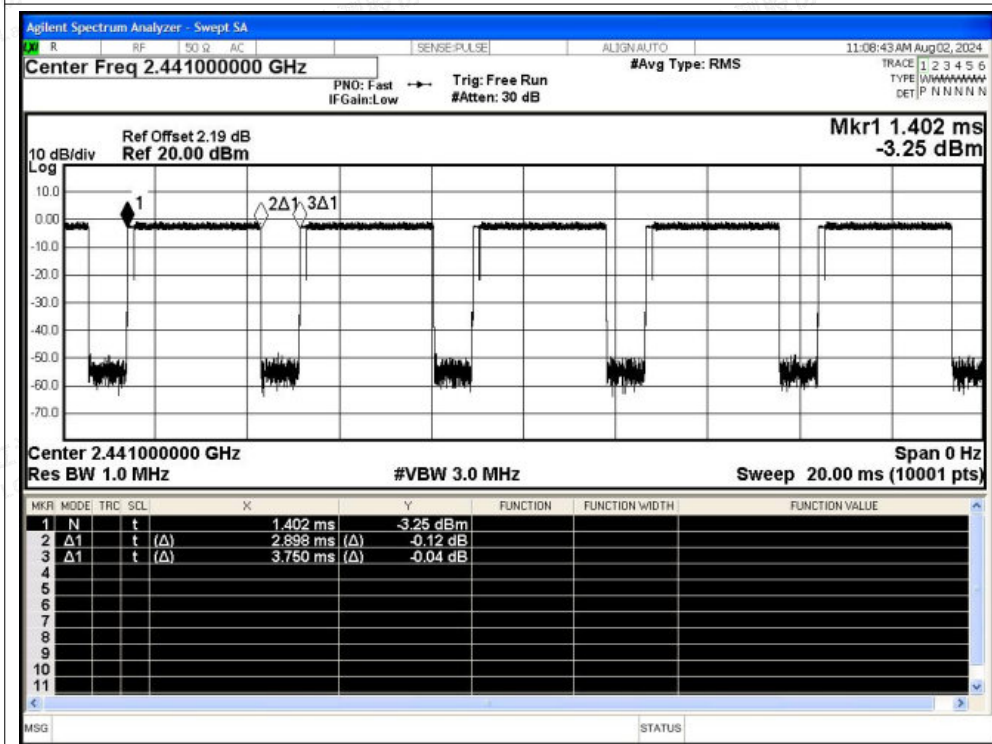 Agilent Spectrum Analyzer - Swept SA
R RF 50 Ω AC SENSE:PULSE ALIGN AUTO 11:08:43 AM Aug 02, 2024
Center Freq 2.441000000 GHz #Avg Type: RMS TRACE 1 2 3 4 5 6
PNO: Fast Trig: Free Run TYPE WWWWWW
IFGain:Low #Atten: 30 dB DET P N N N N N
Mkr1 1.402 ms
Ref Offset 2.19 dB
10 dB/div Ref 20.00 dBm -3.25 dBm
Log
10.0
1 2Δ1 3Δ1
0.00
-10.0
-20.0
-30.0
-40.0
-50.0
-60.0
-70.0
Center 2.441000000 GHz Span 0 Hz
Res BW 1.0 MHz #VBW 3.0 MHz Sweep 20.00 ms (10001 pts)
MKR MODE TRC SCL X Y FUNCTION FUNCTION WIDTH FUNCTION VALUE
1 N t 1.402 ms -3.25 dBm
2 Δ1 t (Δ) 2.898 ms (Δ) -0.12 dB
3 Δ1 t (Δ) 3.750 ms (Δ) -0.04 dB
4
5
6
7
8
9
10
11
MSG STATUS